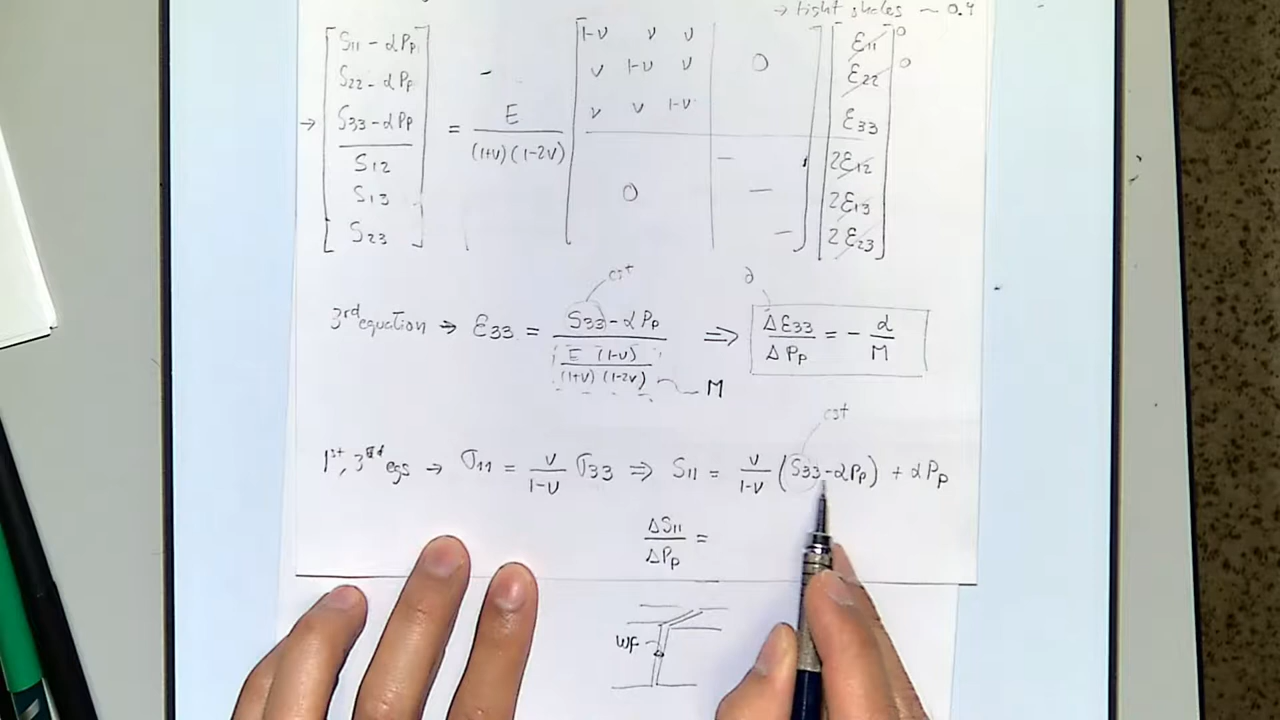 → tight shales ~ 0.4
[S11 - αPp; S22 - αPp; S33 - αPp; S12; S13; S23] = E / (1+ν)(1-2ν) [1-ν ν ν; ν 1-ν ν; ν ν 1-ν; 0; 0] [ε11; ε22; ε33; 2ε12; 2ε13; 2ε23]
0
0
cst
∂
3rd equation → ε33 = (S33 - αPp) / (E (1-ν) / (1+ν)(1-2ν)) ⇒ Δε33 / ΔPp = - α / M
M
cst
1st, 3rd eqs → σ11 = ν / 1-ν σ33 ⇒ S11 = ν / 1-ν (S33 - αPp) + αPp
ΔS11 / ΔPp =
WF